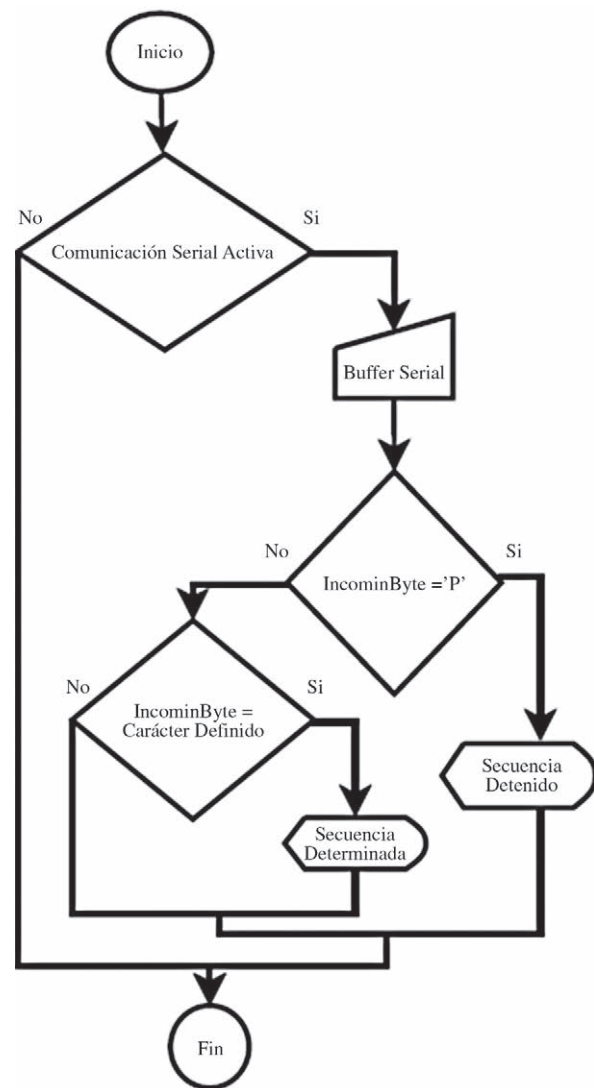 Inicio
No
Si
Comunicación Serial Activa
Buffer Serial
No
Si
IncominByte ='P'
No
Si
IncominByte =
Carácter Definido
Secuencia
Detenido
Secuencia
Determinada
Fin